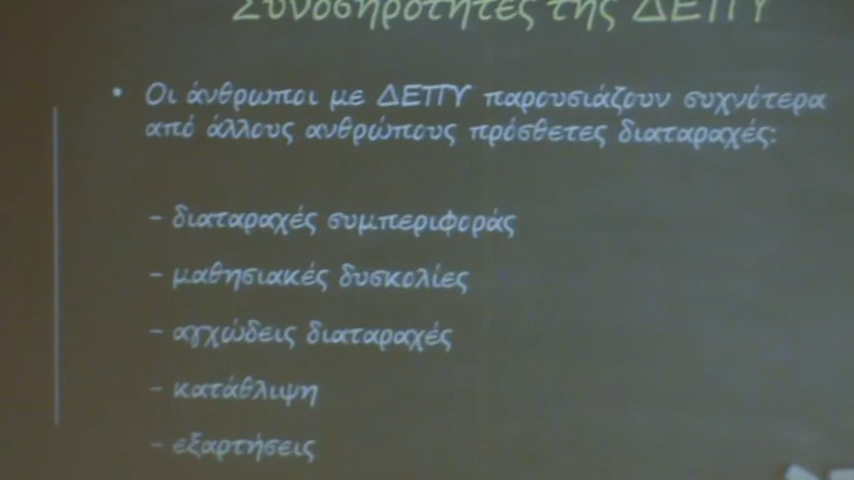 Συνοσηρότητες της ΔΕΠΥ
• Οι άνθρωποι με ΔΕΠΥ παρουσιάζουν συχνότερα
από άλλους ανθρώπους πρόσθετες διαταραχές:
– διαταραχές συμπεριφοράς
– μαθησιακές δυσκολίες
– αγχώδεις διαταραχές
– κατάθλιψη
– εξαρτήσεις